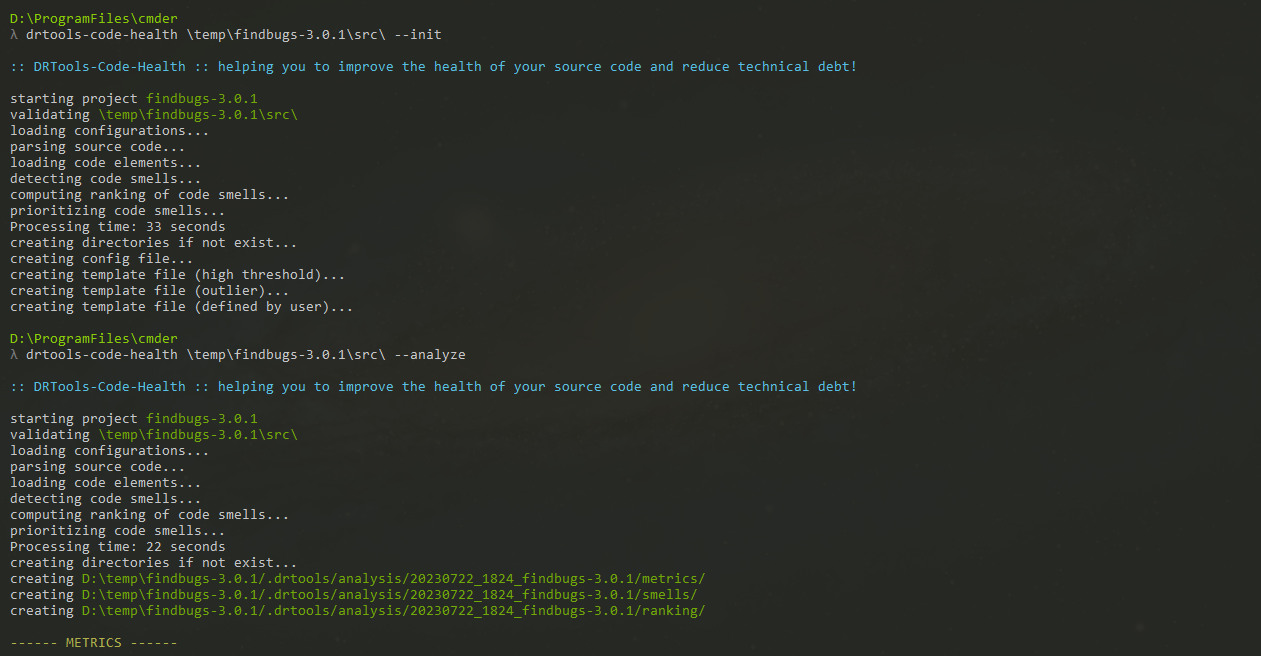 D:\ProgramFiles\cmder
λ drtools-code-health \temp\findbugs-3.0.1\src\ --init
:: DRTools-Code-Health :: helping you to improve the health of your source code and reduce technical debt!
starting project findbugs-3.0.1
validating \temp\findbugs-3.0.1\src\
loading configurations...
parsing source code...
loading code elements...
detecting code smells...
computing ranking of code smells...
prioritizing code smells...
Processing time: 33 seconds
creating directories if not exist...
creating config file...
creating template file (high threshold)...
creating template file (outlier)...
creating template file (defined by user)...
D:\ProgramFiles\cmder
λ drtools-code-health \temp\findbugs-3.0.1\src\ --analyze
:: DRTools-Code-Health :: helping you to improve the health of your source code and reduce technical debt!
starting project findbugs-3.0.1
validating \temp\findbugs-3.0.1\src\
loading configurations...
parsing source code...
loading code elements...
detecting code smells...
computing ranking of code smells...
prioritizing code smells...
Processing time: 22 seconds
creating directories if not exist...
creating D:\temp\findbugs-3.0.1/.drtools/analysis/20230722_1824_findbugs-3.0.1/metrics/
creating D:\temp\findbugs-3.0.1/.drtools/analysis/20230722_1824_findbugs-3.0.1/smells/
creating D:\temp\findbugs-3.0.1/.drtools/analysis/20230722_1824_findbugs-3.0.1/ranking/
------ METRICS ------